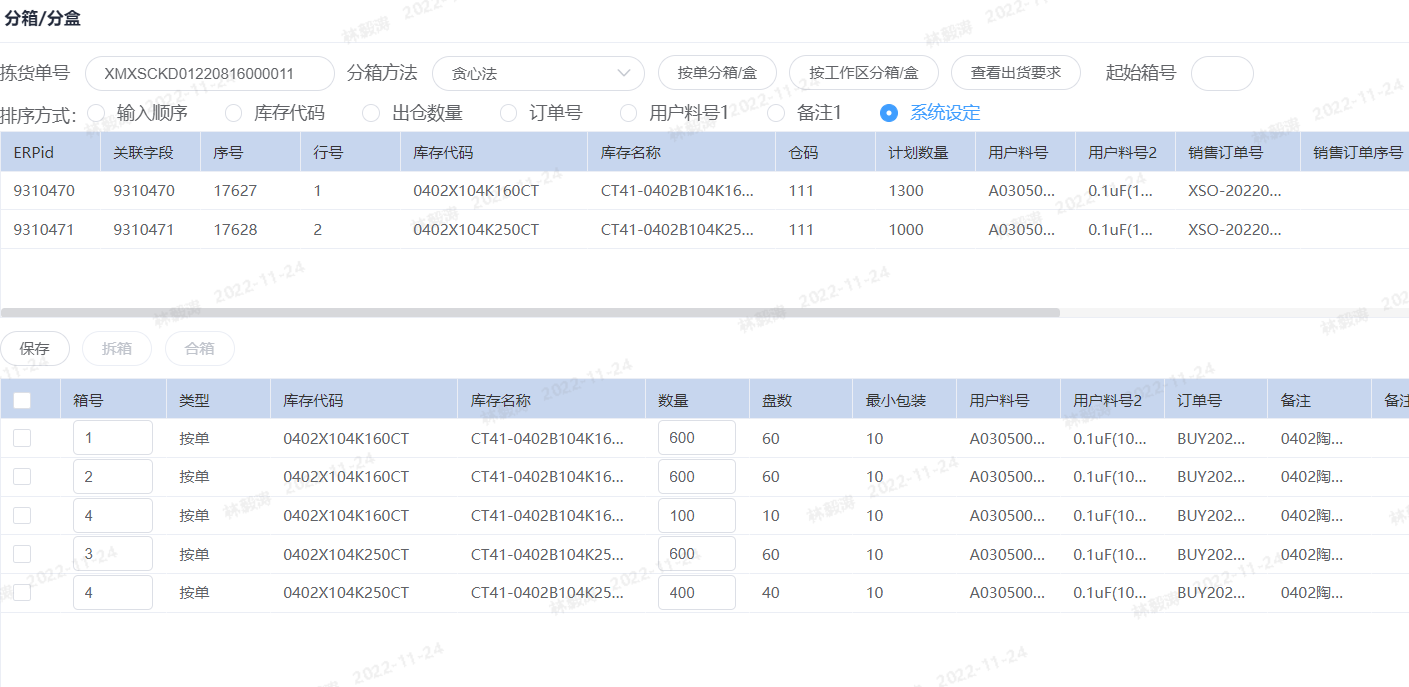 分箱/分盒
拣货单号 XMXSCKD01220816000011 分箱方法 贪心法 按单分箱/盒 按工作区分箱/盒 查看出货要求 起始箱号
排序方式: 输入顺序 库存代码 出仓数量 订单号 用户料号1 备注1 系统设定
ERPid 关联字段 序号 行号 库存代码 库存名称 仓码 计划数量 用户料号 用户料号2 销售订单号 销售订单序号
9310470 9310470 17627 1 0402X104K160CT CT41-0402B104K16... 111 1300 A03050... 0.1uF(1... XSO-20220...
9310471 9310471 17628 2 0402X104K250CT CT41-0402B104K25... 111 1000 A03050... 0.1uF(1... XSO-20220...
保存 拆箱 合箱
箱号 类型 库存代码 库存名称 数量 盘数 最小包装 用户料号 用户料号2 订单号 备注 备注
1 按单 0402X104K160CT CT41-0402B104K16... 600 60 10 A030500... 0.1uF(10... BUY202... 0402陶...
2 按单 0402X104K160CT CT41-0402B104K16... 600 60 10 A030500... 0.1uF(10... BUY202... 0402陶...
4 按单 0402X104K160CT CT41-0402B104K16... 100 10 10 A030500... 0.1uF(10... BUY202... 0402陶...
3 按单 0402X104K250CT CT41-0402B104K25... 600 60 10 A030500... 0.1uF(10... BUY202... 0402陶...
4 按单 0402X104K250CT CT41-0402B104K25... 400 40 10 A030500... 0.1uF(10... BUY202... 0402陶...
林毅涛 2022-11-24